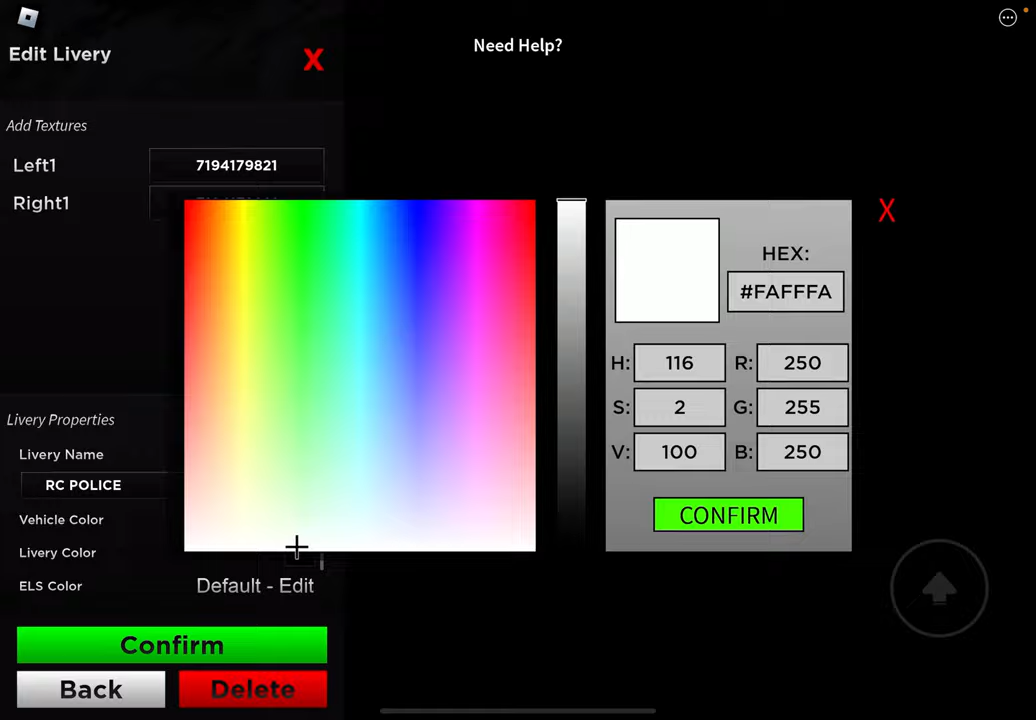 Edit Livery
X
Need Help?
Add Textures
Left1
7194179821
Right1
X
HEX:
#FAFFFA
H: 116 R: 250
S: 2 G: 255
V: 100 B: 250
CONFIRM
Livery Properties
Livery Name
RC POLICE
Vehicle Color
Livery Color
ELS Color
Default - Edit
Confirm
Back
Delete